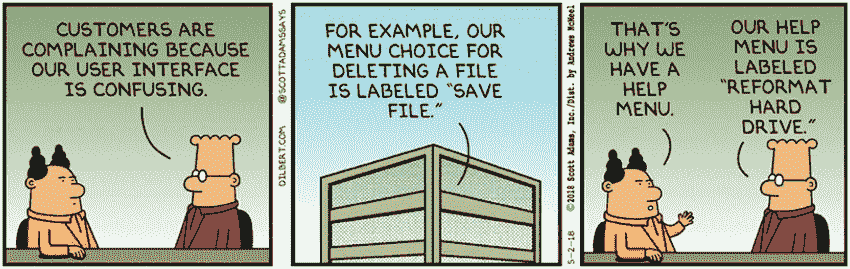 CUSTOMERS ARE
COMPLAINING BECAUSE
OUR USER INTERFACE
IS CONFUSING.
DILBERT.COM @SCOTTADAMSSAYS
FOR EXAMPLE, OUR
MENU CHOICE FOR
DELETING A FILE
IS LABELED "SAVE
FILE."
5-2-18 ©2018 Scott Adams, Inc./Dist. by Andrews McMeel
THAT'S
WHY WE
HAVE A
HELP
MENU.
OUR HELP
MENU IS
LABELED
"REFORMAT
HARD
DRIVE."